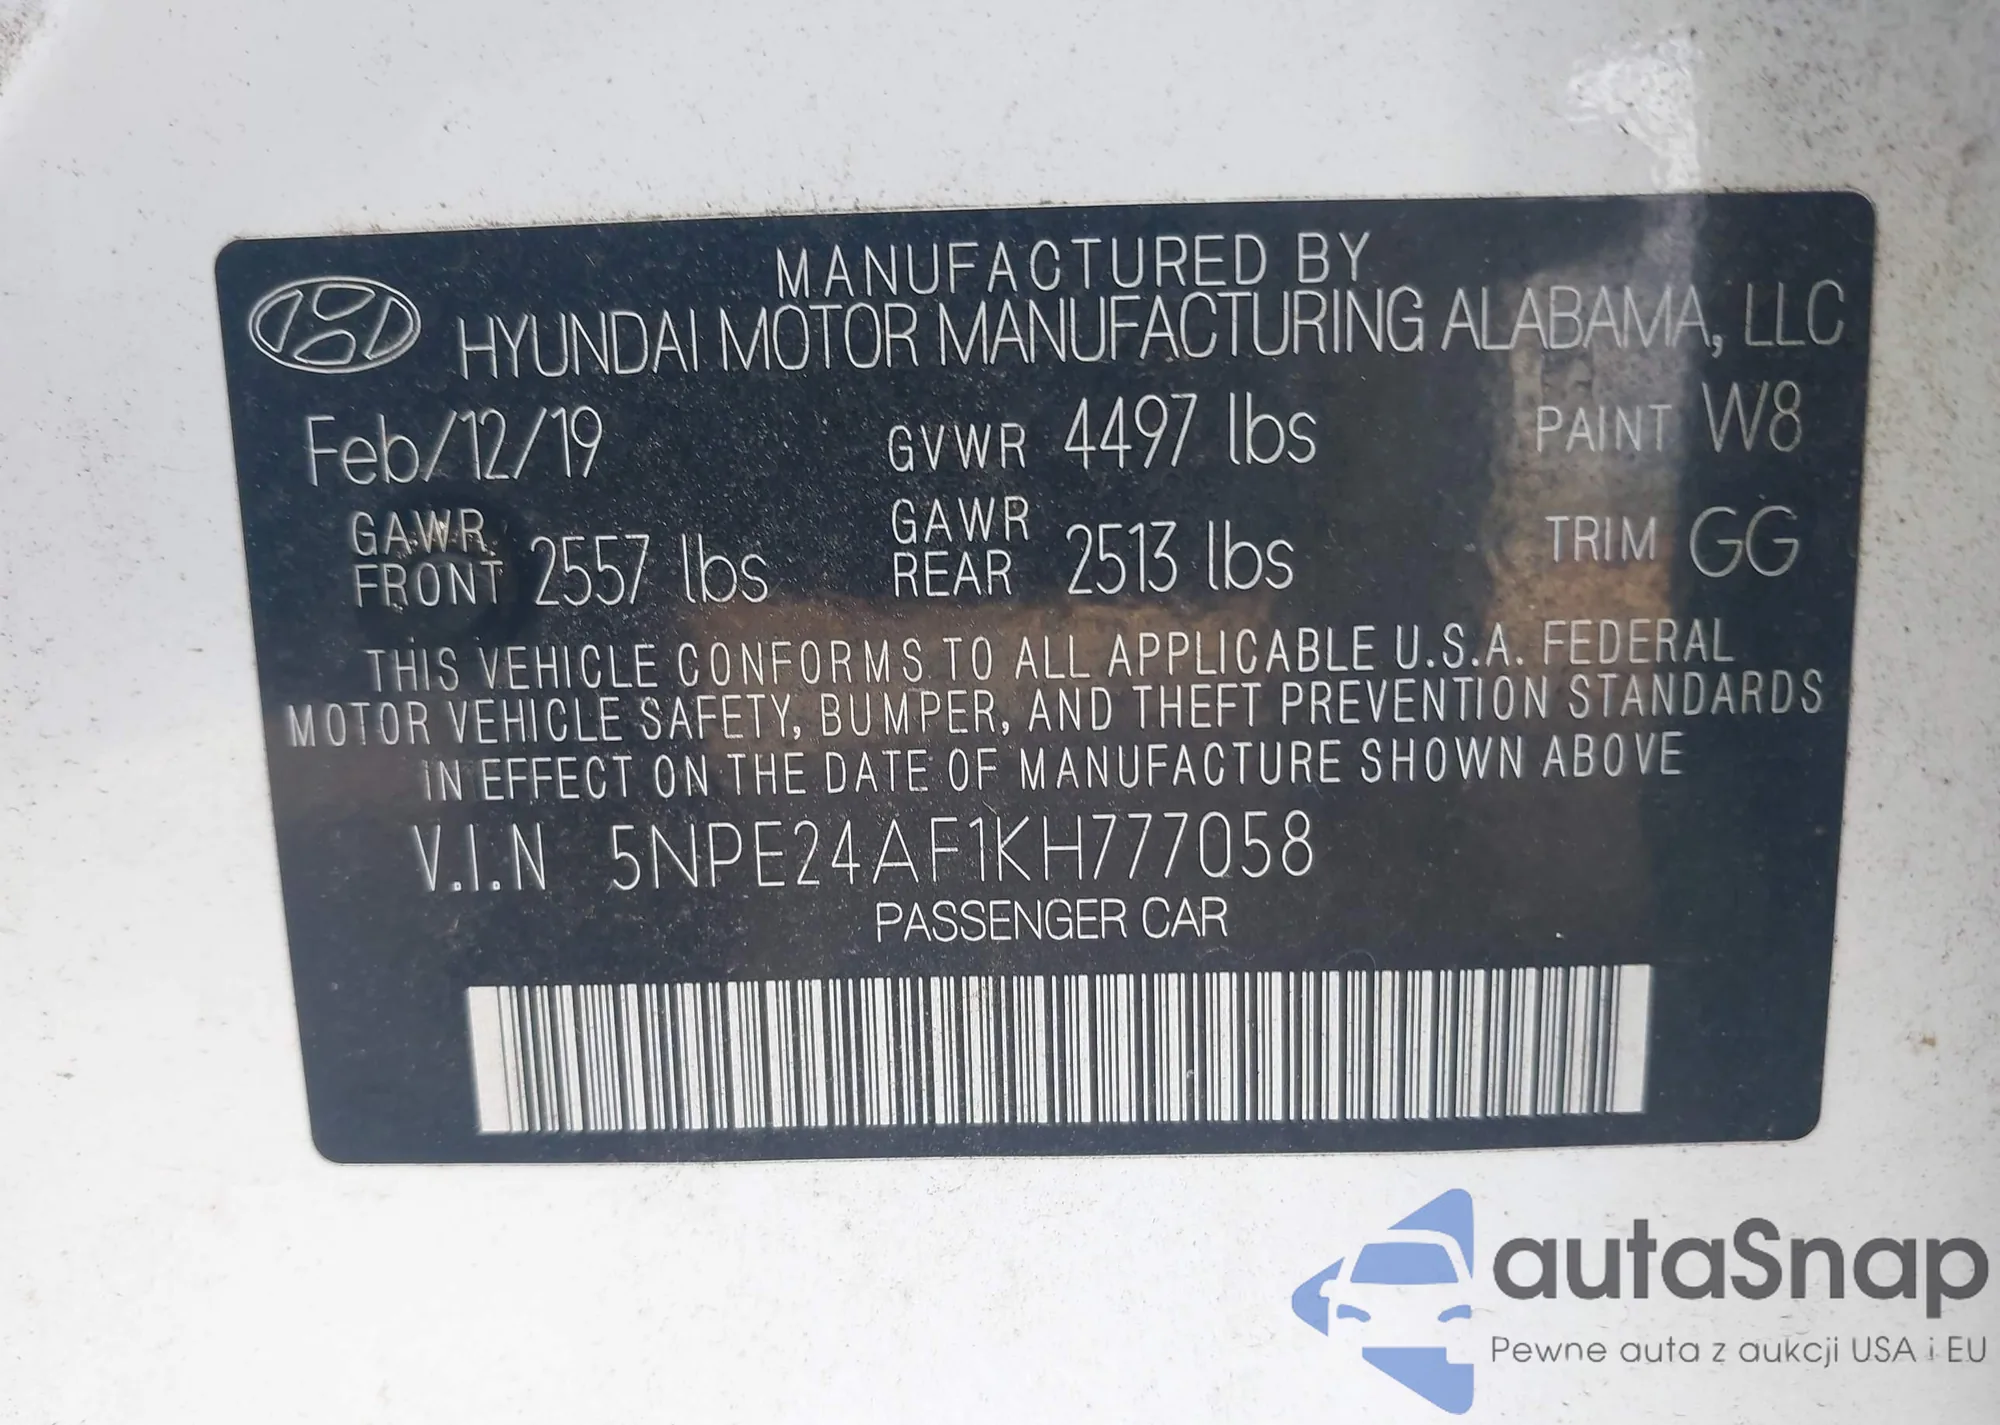 MANUFACTURED BY
HYUNDAI MOTOR MANUFACTURING ALABAMA, LLC
Feb/12/19 GVWR 4497 lbs PAINT W8
GAWR FRONT 2557 lbs GAWR REAR 2513 lbs TRIM GG
THIS VEHICLE CONFORMS TO ALL APPLICABLE U.S.A. FEDERAL
MOTOR VEHICLE SAFETY, BUMPER, AND THEFT PREVENTION STANDARDS
IN EFFECT ON THE DATE OF MANUFACTURE SHOWN ABOVE
V.I.N 5NPE24AF1KH777058
PASSENGER CAR
autaSnap
Pewne auta z aukcji USA i EU